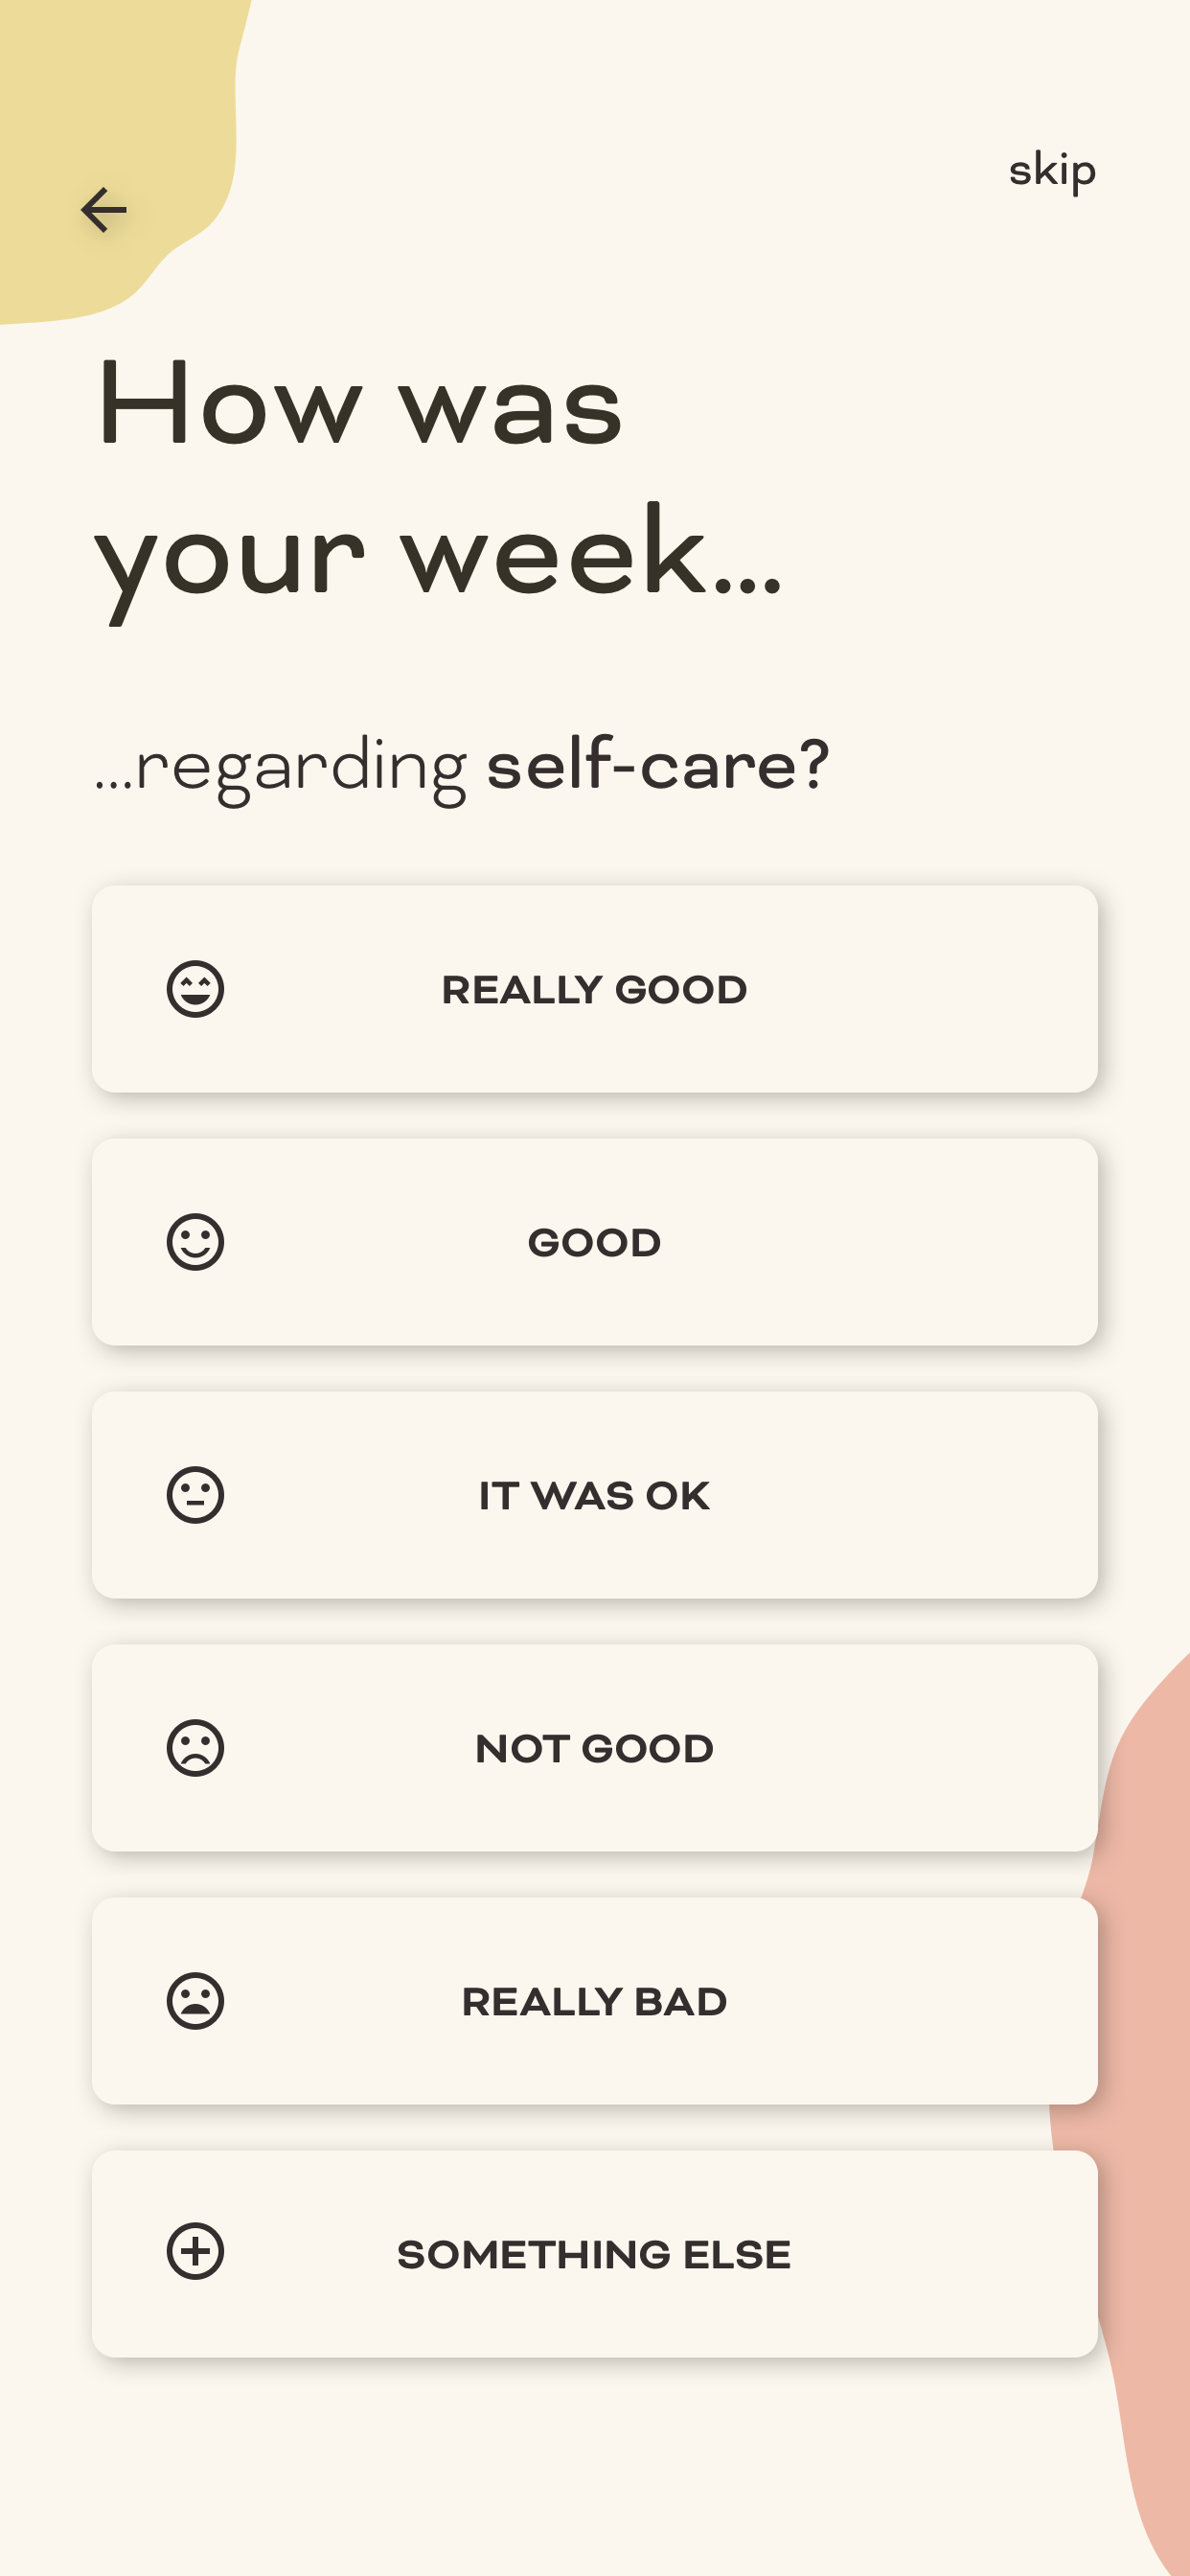 skip
How was
your week...
...regarding self-care?
REALLY GOOD
GOOD
IT WAS OK
NOT GOOD
REALLY BAD
SOMETHING ELSE